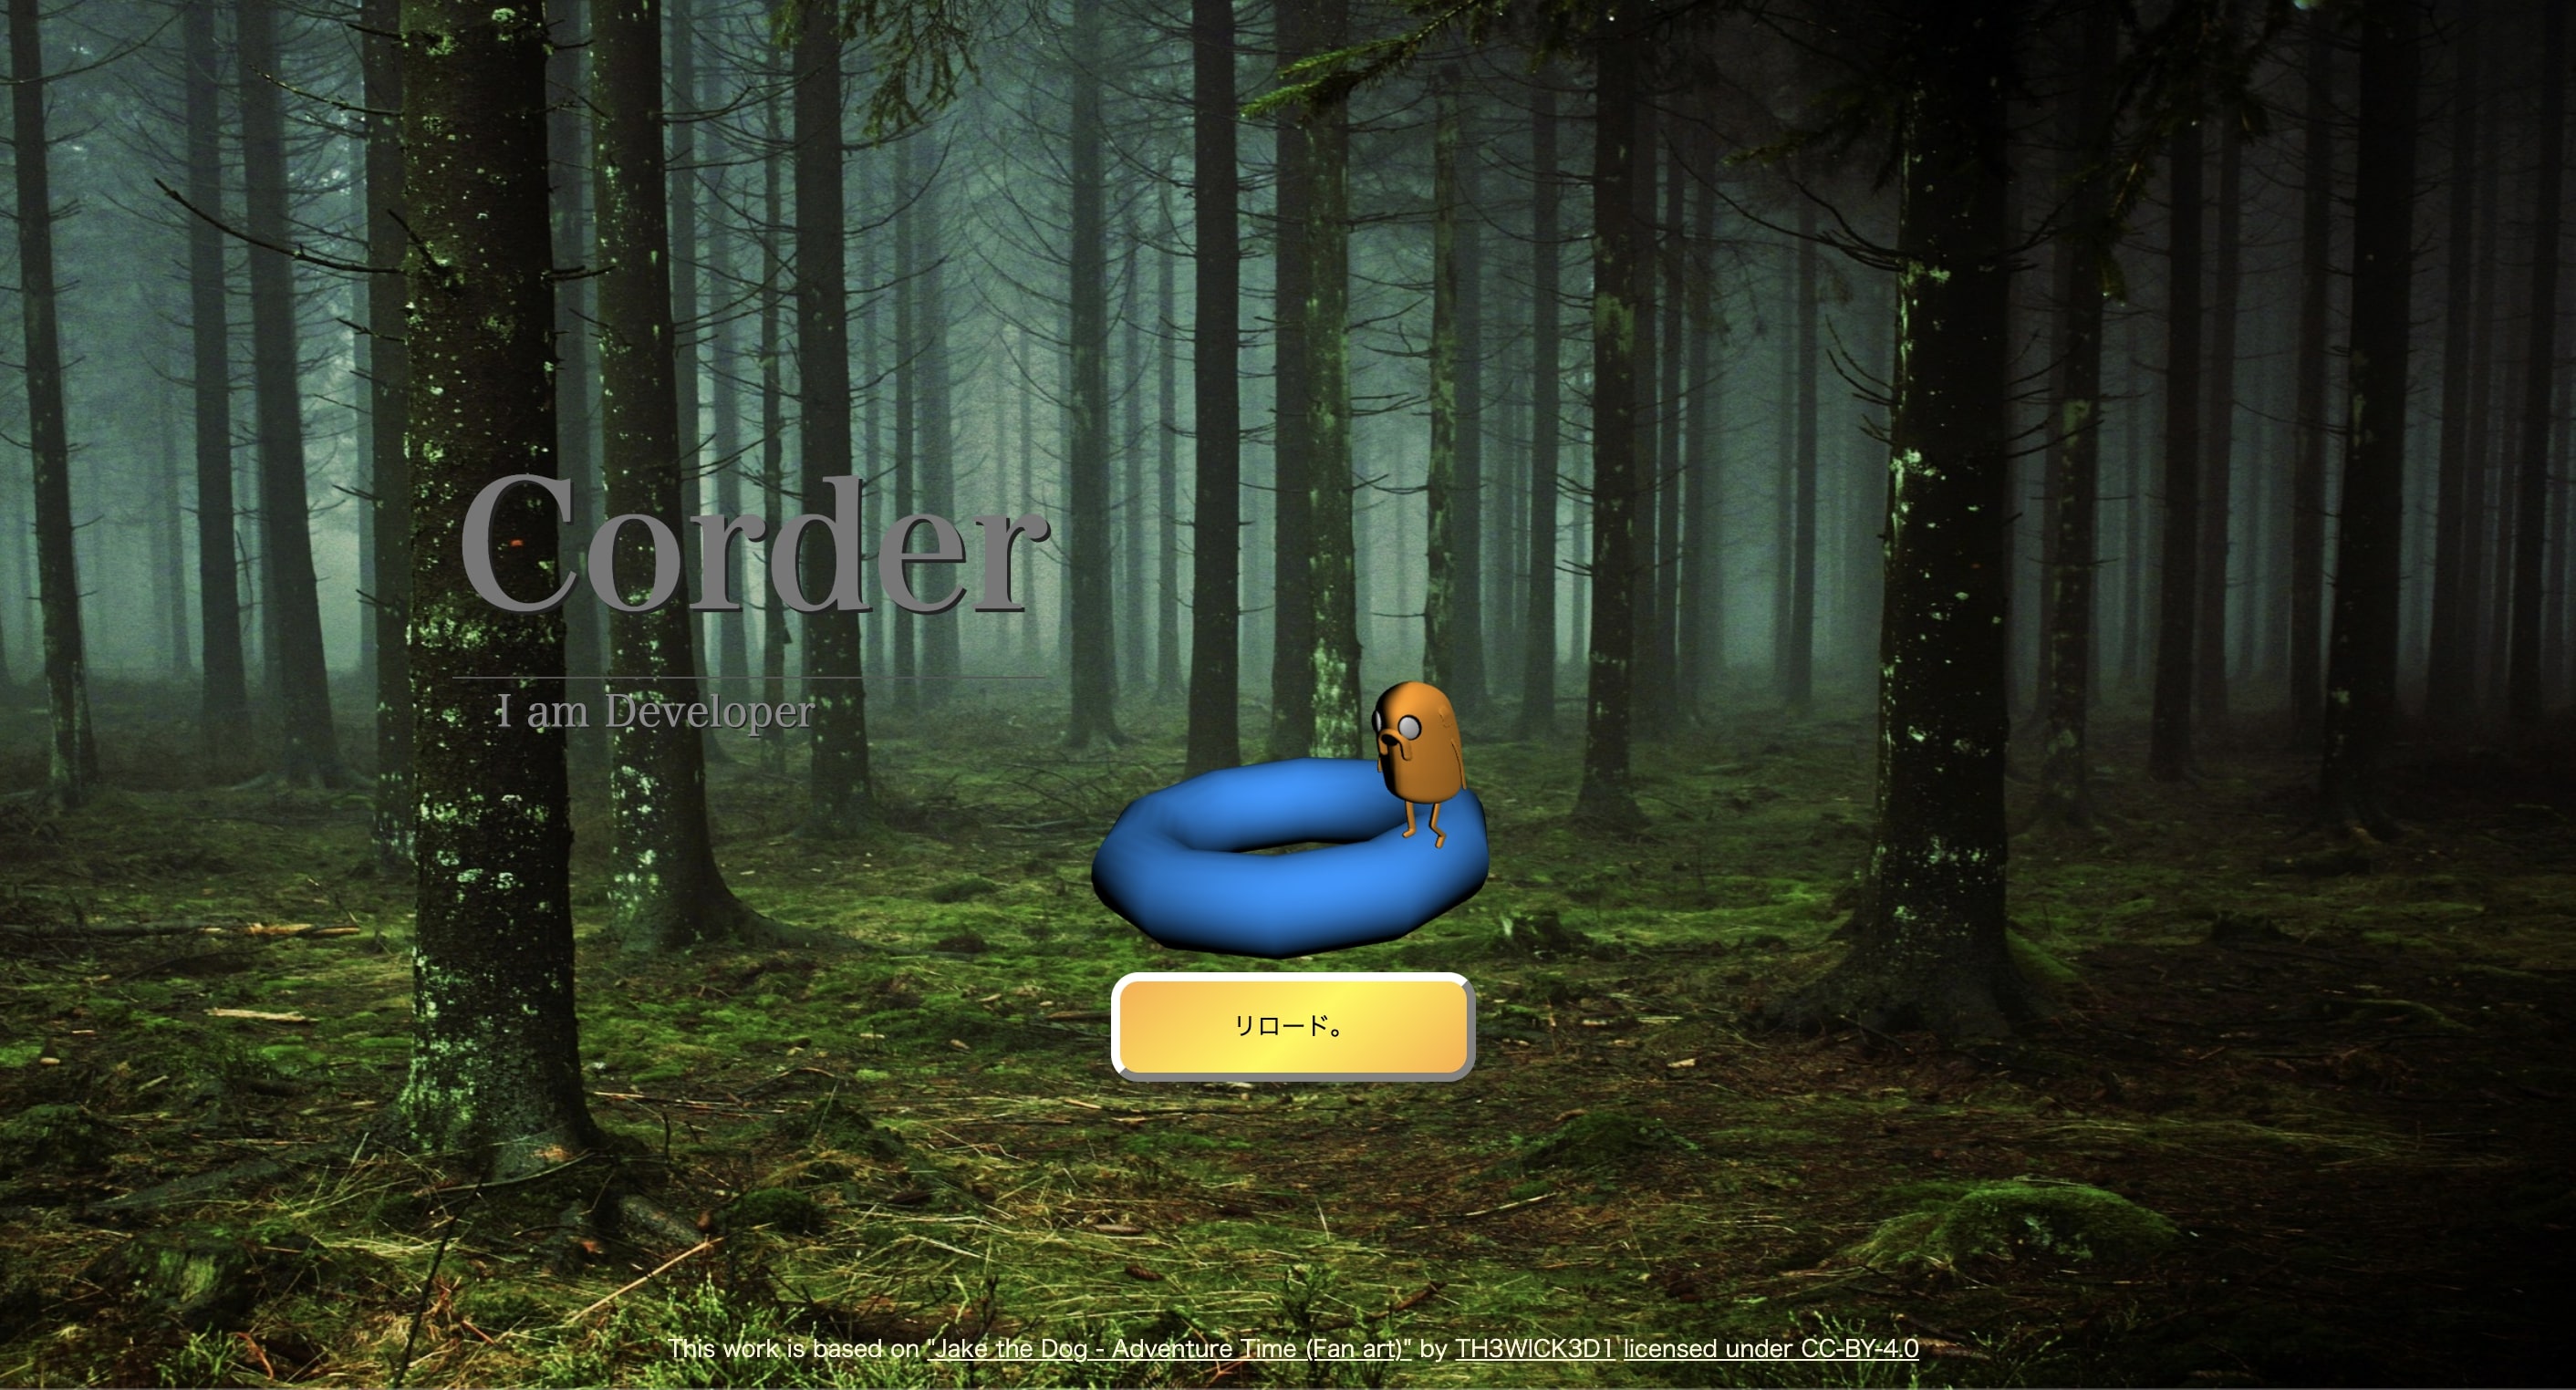 Corder
I am Developer
リロード。
This work is based on "Jake the Dog - Adventure Time (Fan art)" by TH3WICK3D1 licensed under CC-BY-4.0